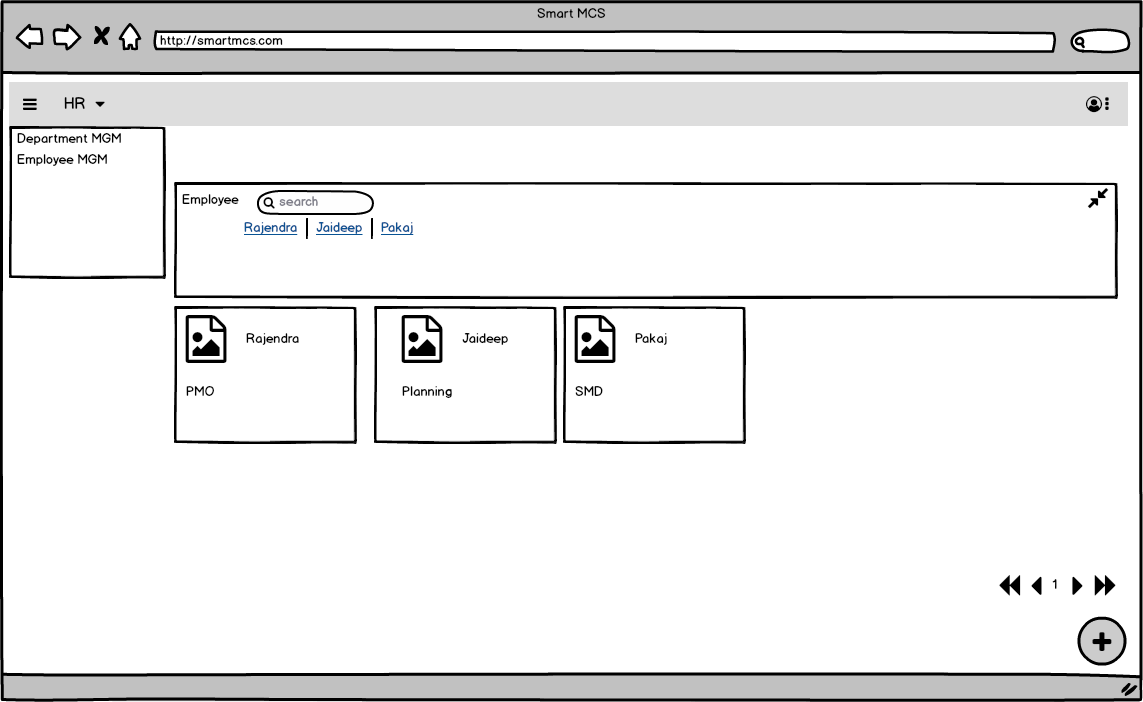 Smart MCS
http://smartmcs.com
HR
Department MGM
Employee MGM
Employee
search
Rajendra Jaideep Pakaj
Rajendra
PMO
Jaideep
Planning
Pakaj
SMD
1